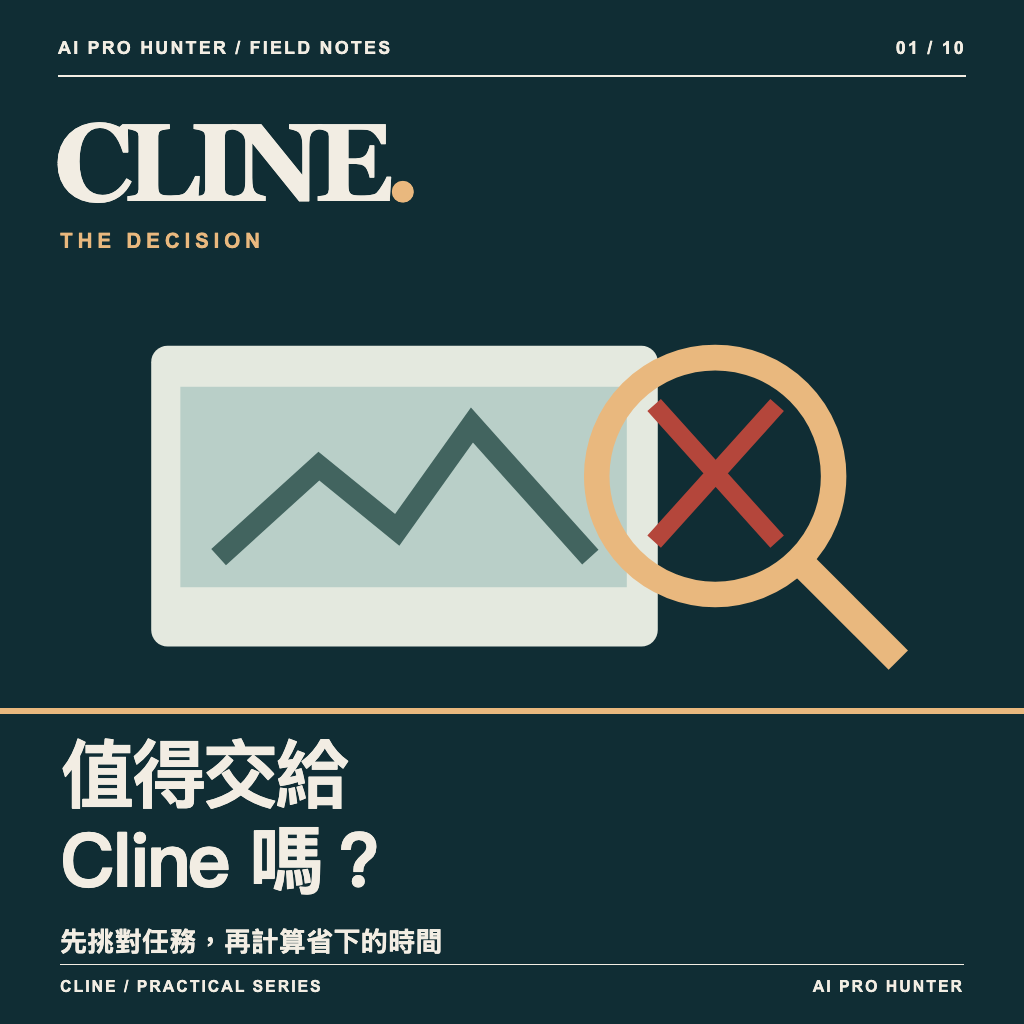 AI PRO HUNTER / FIELD NOTES
01 / 10
CLINE.
THE DECISION
值得交給
Cline 嗎？
先挑對任務，再計算省下的時間
CLINE / PRACTICAL SERIES
AI PRO HUNTER